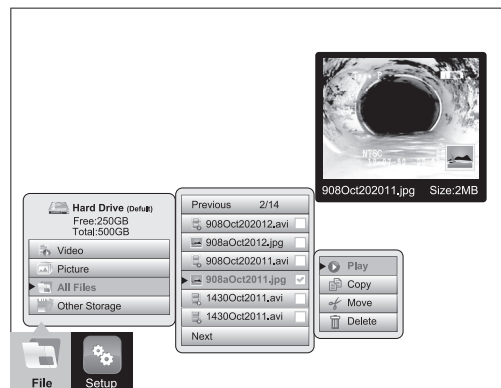 908Oct202011.jpg Size:2MB
Hard Drive (Defult)
Free:250GB
Total:500GB
Video
Picture
All Files
Other Storage
File Setup
Previous 2/14
908Oct202012.avi
908aOct2012.jpg
908Oct202011.avi
908aOct2011.jpg
1430Oct2011.avi
1430Oct2011.avi
Next
Play
Copy
Move
Delete
NTSC